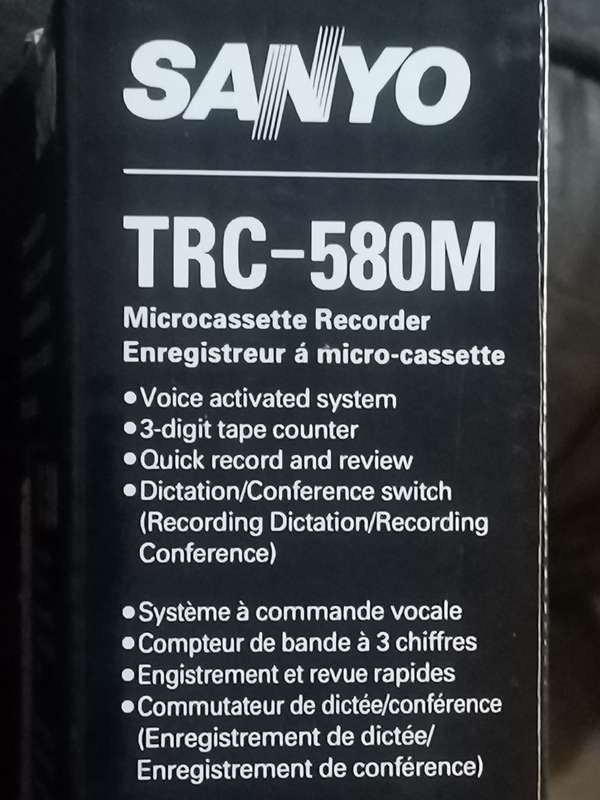 SANYO
TRC-580M
Microcassette Recorder
Enregistreur á micro-cassette
•Voice activated system
•3-digit tape counter
•Quick record and review
•Dictation/Conference switch
(Recording Dictation/Recording
Conference)
•Système à commande vocale
•Compteur de bande à 3 chiffres
•Engistrement et revue rapides
•Commutateur de dictée/conférence
(Enregistrement de dictée/
Enregistrement de conférence)